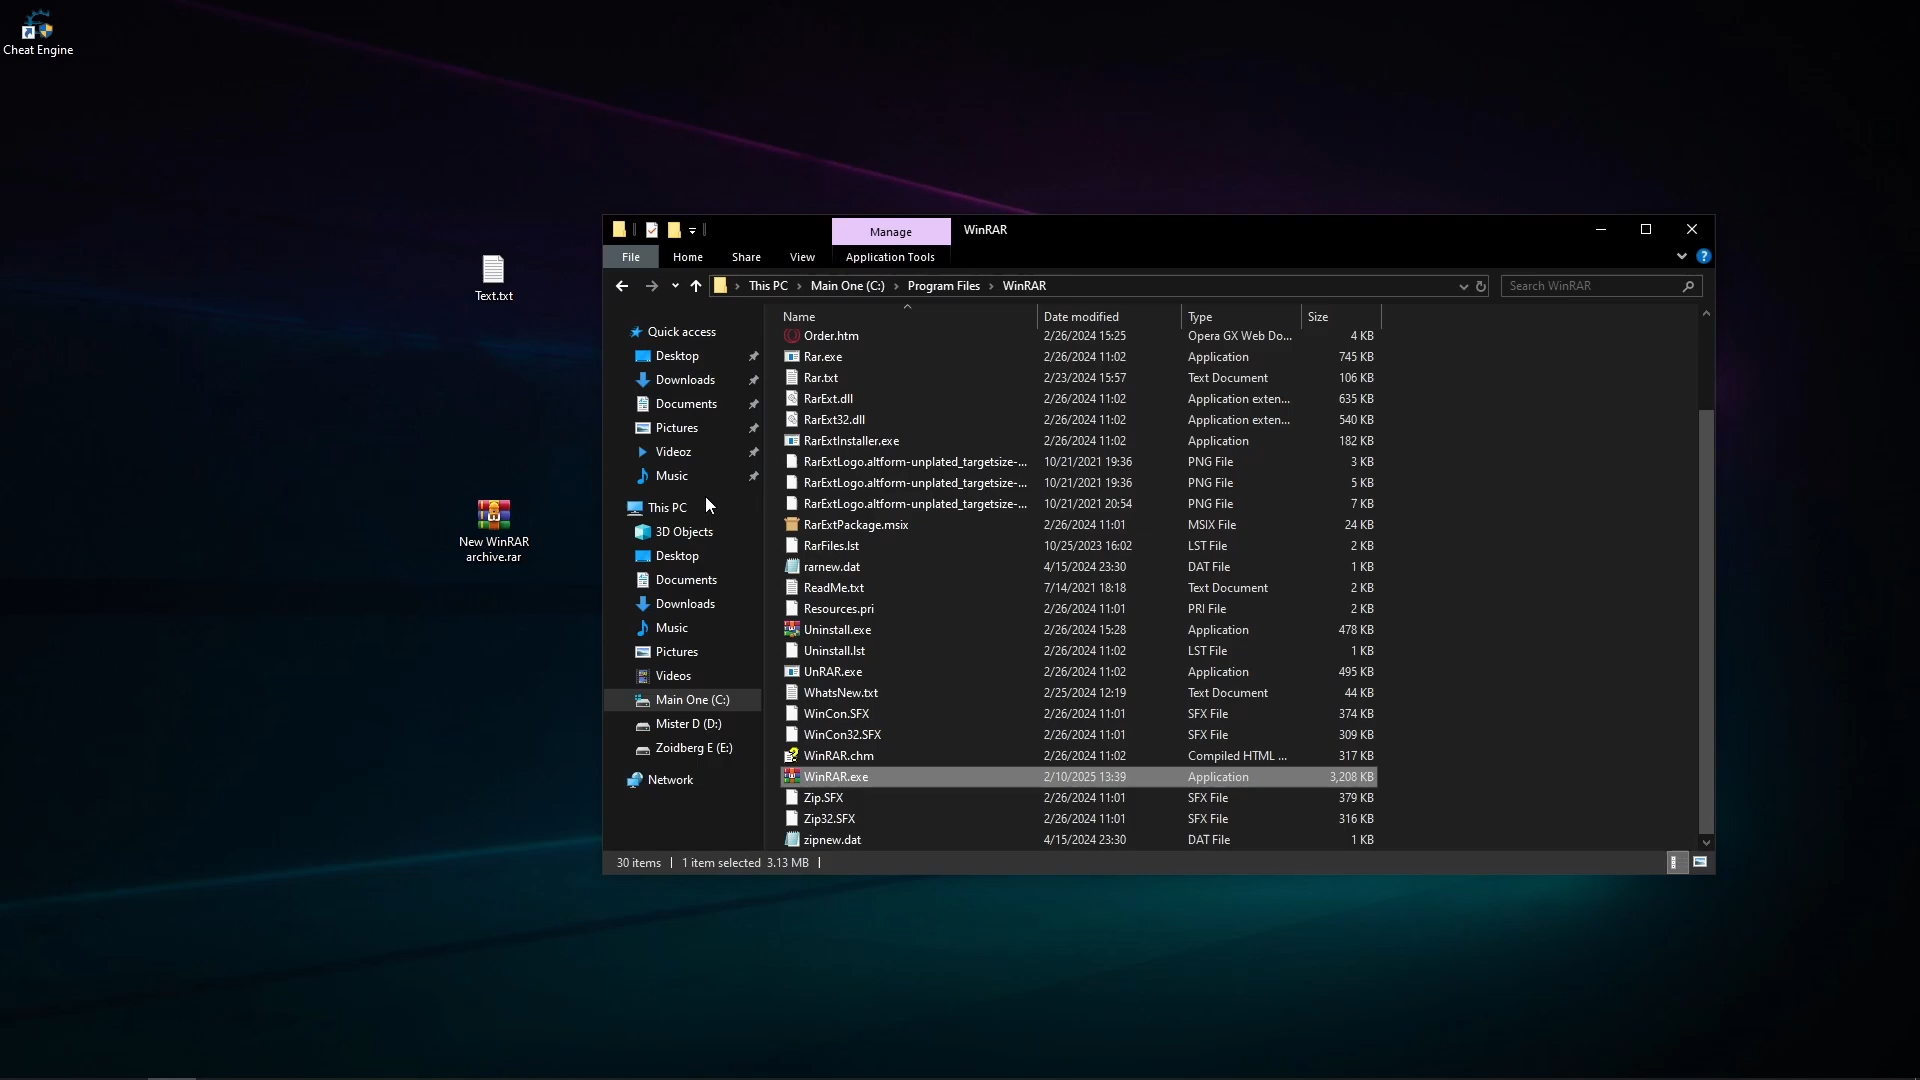 Cheat Engine
Text.txt
New WinRAR
archive.rar
Manage WinRAR
File Home Share View Application Tools
This PC Main One (C:) Program Files WinRAR Search WinRAR
Quick access
Desktop
Downloads
Documents
Pictures
Videoz
Music
This PC
3D Objects
Desktop
Documents
Downloads
Music
Pictures
Videos
Main One (C:)
Mister D (D:)
Zoidberg E (E:)
Network
Name Date modified Type Size
Order.htm 2/26/2024 15:25 Opera GX Web Do... 4 KB
Rar.exe 2/26/2024 11:02 Application 745 KB
Rar.txt 2/23/2024 15:57 Text Document 106 KB
RarExt.dll 2/26/2024 11:02 Application exten... 635 KB
RarExt32.dll 2/26/2024 11:02 Application exten... 540 KB
RarExtInstaller.exe 2/26/2024 11:02 Application 182 KB
RarExtLogo.altform-unplated_targetsize-... 10/21/2021 19:36 PNG File 3 KB
RarExtLogo.altform-unplated_targetsize-... 10/21/2021 19:36 PNG File 5 KB
RarExtLogo.altform-unplated_targetsize-... 10/21/2021 20:54 PNG File 7 KB
RarExtPackage.msix 2/26/2024 11:01 MSIX File 24 KB
RarFiles.lst 10/25/2023 16:02 LST File 2 KB
rarnew.dat 4/15/2024 23:30 DAT File 1 KB
ReadMe.txt 7/14/2021 18:18 Text Document 2 KB
Resources.pri 2/26/2024 11:01 PRI File 2 KB
Uninstall.exe 2/26/2024 15:28 Application 478 KB
Uninstall.lst 2/26/2024 11:02 LST File 1 KB
UnRAR.exe 2/26/2024 11:02 Application 495 KB
WhatsNew.txt 2/25/2024 12:19 Text Document 44 KB
WinCon.SFX 2/26/2024 11:01 SFX File 374 KB
WinCon32.SFX 2/26/2024 11:01 SFX File 309 KB
WinRAR.chm 2/26/2024 11:02 Compiled HTML ... 317 KB
WinRAR.exe 2/10/2025 13:39 Application 3,208 KB
Zip.SFX 2/26/2024 11:01 SFX File 379 KB
Zip32.SFX 2/26/2024 11:01 SFX File 316 KB
zipnew.dat 4/15/2024 23:30 DAT File 1 KB
30 items 1 item selected 3.13 MB